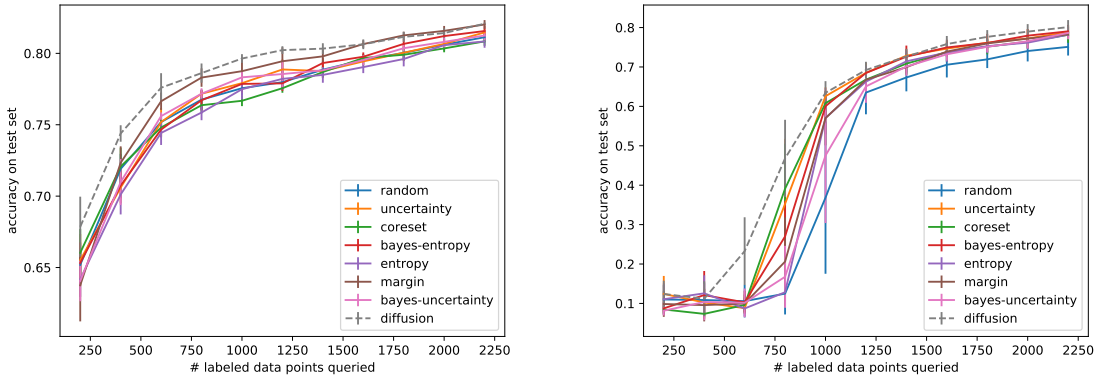 0.80
0.75
0.70
0.65
accuracy on test set
250 500 750 1000 1250 1500 1750 2000 2250
# labeled data points queried
random
uncertainty
coreset
bayes-entropy
entropy
margin
bayes-uncertainty
diffusion
0.8
0.7
0.6
0.5
0.4
0.3
0.2
0.1
accuracy on test set
250 500 750 1000 1250 1500 1750 2000 2250
# labeled data points queried
random
uncertainty
coreset
bayes-entropy
entropy
margin
bayes-uncertainty
diffusion